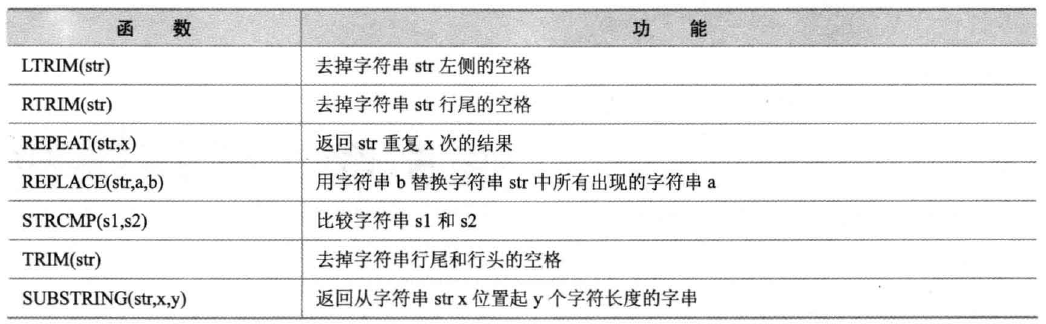 函 数 功 能
LTRIM(str) 去掉字符串 str 左侧的空格
RTRIM(str) 去掉字符串 str 行尾的空格
REPEAT(str,x) 返回 str 重复 x 次的结果
REPLACE(str,a,b) 用字符串 b 替换字符串 str 中所有出现的字符串 a
STRCMP(s1,s2) 比较字符串 s1 和 s2
TRIM(str) 去掉字符串行尾和行头的空格
SUBSTRING(str,x,y) 返回从字符串 str x 位置起 y 个字符长度的字串